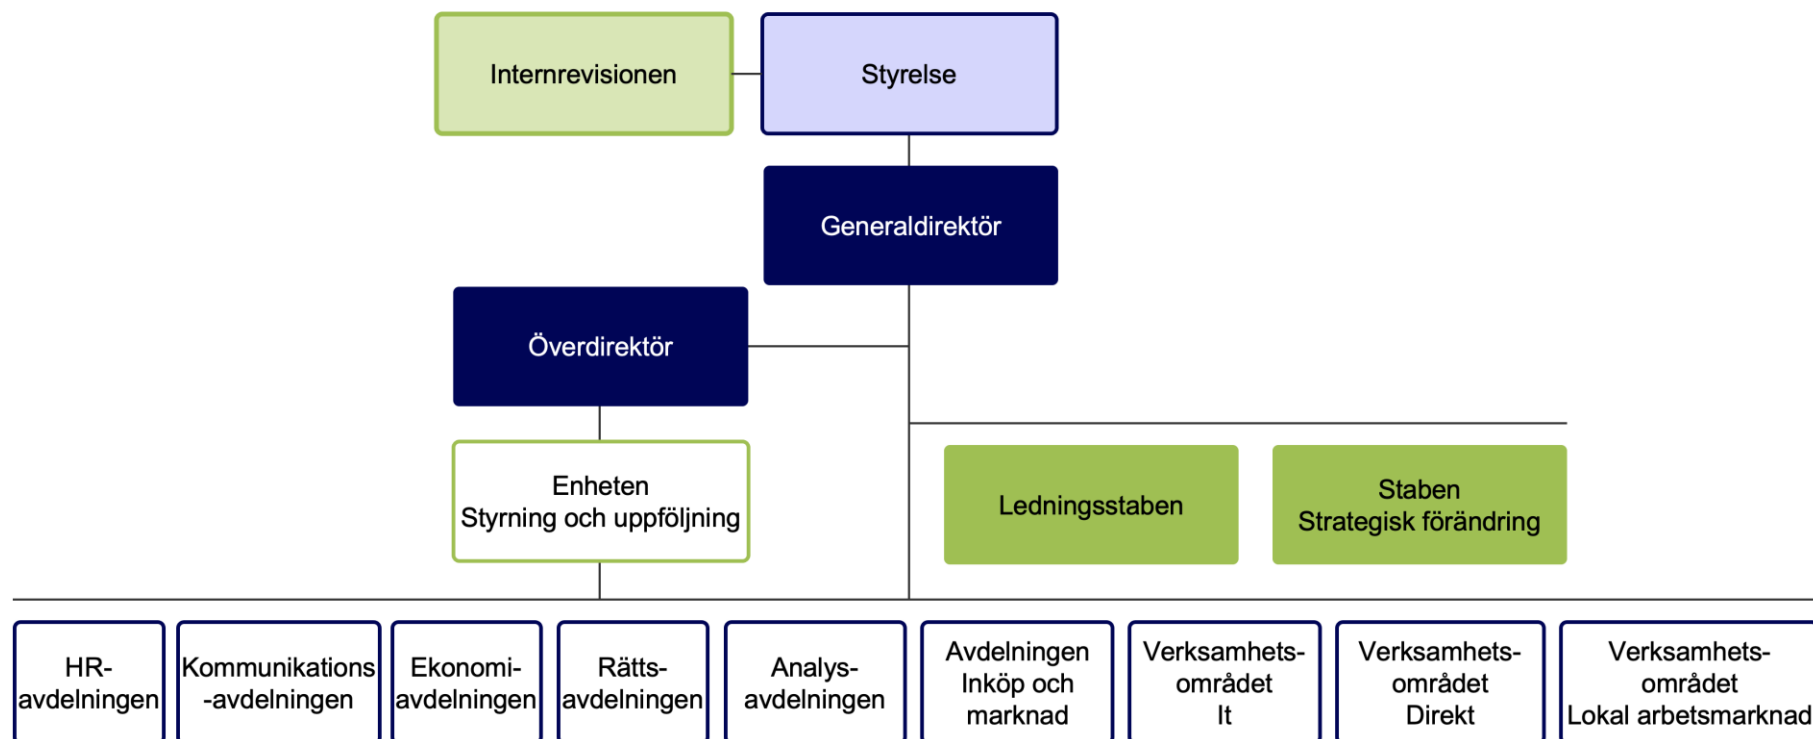 Internrevisionen
Styrelse
Generaldirektör
Överdirektör
Enheten
Styrning och uppföljning
Ledningsstaben
Staben
Strategisk förändring
HR-
avdelningen
Kommunikations
-avdelningen
Ekonomi-
avdelningen
Rätts-
avdelningen
Analys-
avdelningen
Avdelningen
Inköp och
marknad
Verksamhets-
området
It
Verksamhets-
området
Direkt
Verksamhets-
området
Lokal arbetsmarknad